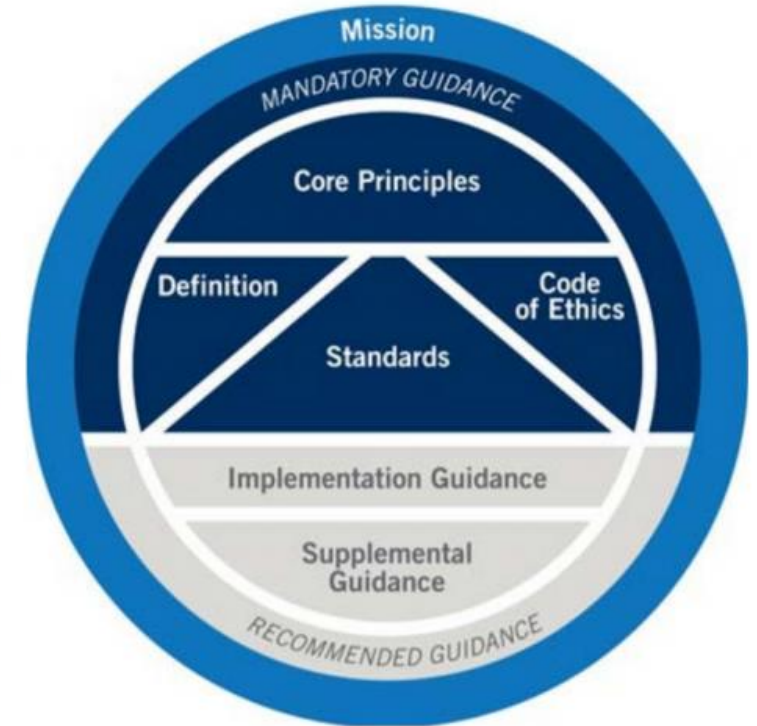 Mission
MANDATORY GUIDANCE
Core Principles
Definition
Code
of Ethics
Standards
Implementation Guidance
Supplemental
Guidance
RECOMMENDED GUIDANCE